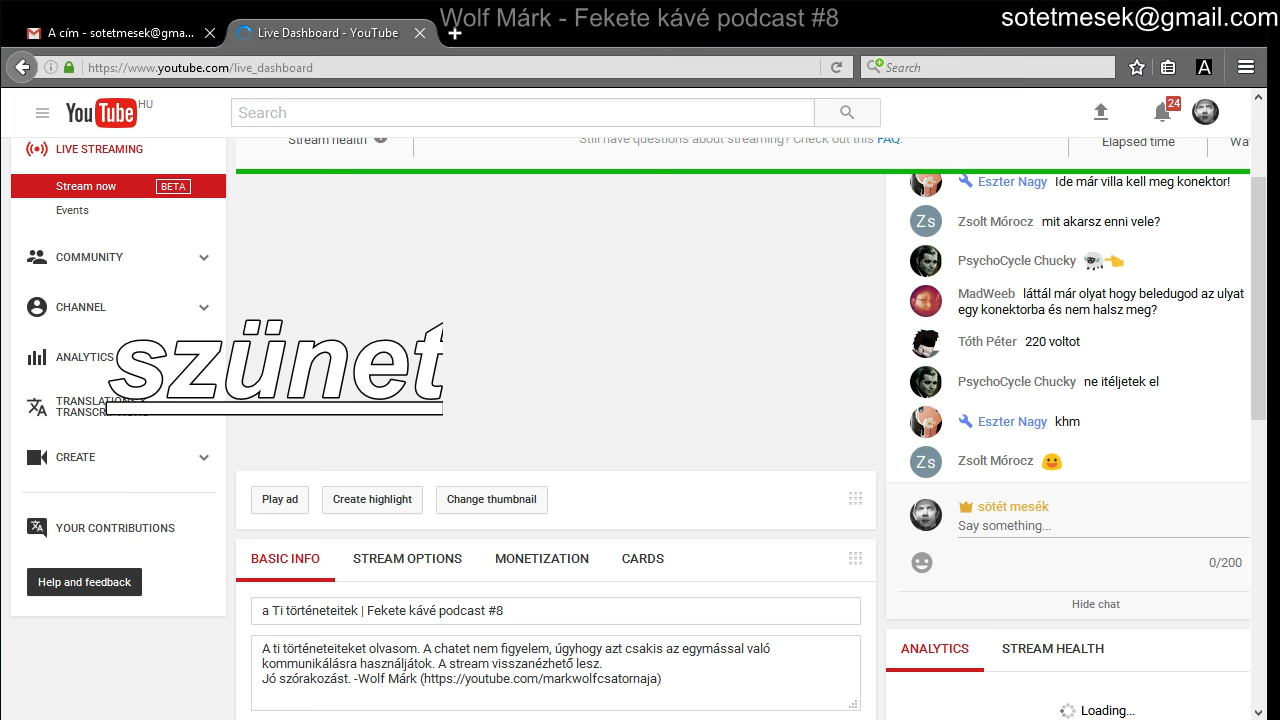 Wolf Márk - Fekete kávé podcast #8
sotetmesek@gmail.com
A cím - sotetmesek@gma...
Live Dashboard - YouTube
https://www.youtube.com/live_dashboard
Search
A
YouTube HU
Search
24
LIVE STREAMING
Stream now BETA
Events
COMMUNITY
CHANNEL
ANALYTICS
CREATE
YOUR CONTRIBUTIONS
Help and feedback
szünet
Stream health
Still have questions about streaming? Check out this FAQ.
Elapsed time
Play ad
Create highlight
Change thumbnail
BASIC INFO
STREAM OPTIONS
MONETIZATION
CARDS
a Ti történeteitek | Fekete kávé podcast #8
A ti történeteiteket olvasom. A chatet nem figyelem, úgyhogy azt csakis az egymással való
kommunikálásra használjátok. A stream visszanézhető lesz.
Jó szórakozást. -Wolf Márk (https://youtube.com/markwolfcsatornaja)
Eszter Nagy Ide már villa kell meg konektor!
Zs Zsolt Mórocz mit akarsz enni vele?
PsychoCycle Chucky
MadWeeb láttál már olyat hogy beledugod az ulyat
egy konektorba és nem halsz meg?
Tóth Péter 220 voltot
PsychoCycle Chucky ne itéljetek el
Eszter Nagy khm
Zs Zsolt Mórocz
sötét mesék
Say something...
0/200
Hide chat
ANALYTICS
STREAM HEALTH
Loading...